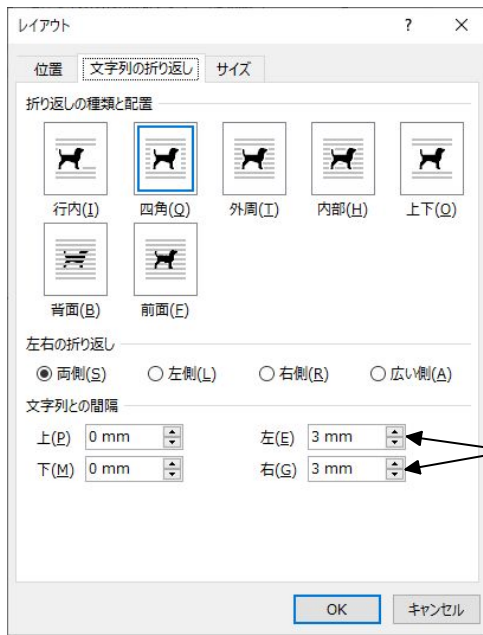 レイアウト ? ×
位置 文字列の折り返し サイズ
折り返しの種類と配置
行内(I) 四角(Q) 外周(T) 内部(H) 上下(O)
背面(B) 前面(F)
左右の折り返し
両側(S) 左側(L) 右側(R) 広い側(A)
文字列との間隔
上(P) 0 mm 左(E) 3 mm
下(M) 0 mm 右(G) 3 mm
OK キャンセル